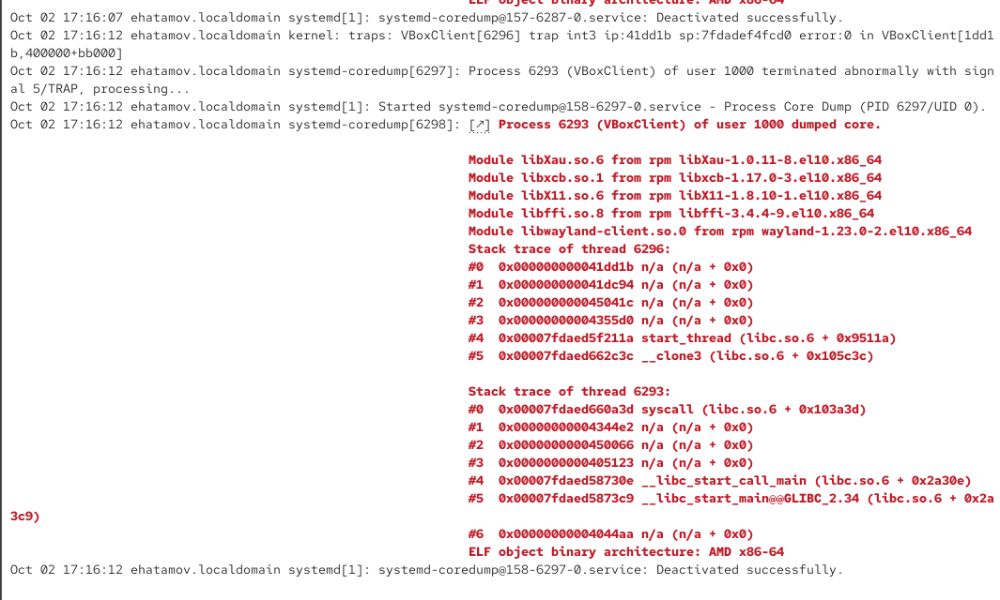 ELF object binary architecture: AMD x86-64
Oct 02 17:16:07 ehatamov.localdomain systemd[1]: systemd-coredump@157-6287-0.service: Deactivated successfully.
Oct 02 17:16:12 ehatamov.localdomain kernel: traps: VBoxClient[6296] trap int3 ip:41dd1b sp:7fdadef4fcd0 error:0 in VBoxClient[1dd1
b,400000+bb000]
Oct 02 17:16:12 ehatamov.localdomain systemd-coredump[6297]: Process 6293 (VBoxClient) of user 1000 terminated abnormally with sign
al 5/TRAP, processing...
Oct 02 17:16:12 ehatamov.localdomain systemd[1]: Started systemd-coredump@158-6297-0.service - Process Core Dump (PID 6297/UID 0).
Oct 02 17:16:12 ehatamov.localdomain systemd-coredump[6298]: [↗] Process 6293 (VBoxClient) of user 1000 dumped core.
Module libXau.so.6 from rpm libXau-1.0.11-8.el10.x86_64
Module libxcb.so.1 from rpm libxcb-1.17.0-3.el10.x86_64
Module libX11.so.6 from rpm libX11-1.8.10-1.el10.x86_64
Module libffi.so.8 from rpm libffi-3.4.4-9.el10.x86_64
Module libwayland-client.so.0 from rpm wayland-1.23.0-2.el10.x86_64
Stack trace of thread 6296:
#0  0x000000000041dd1b n/a (n/a + 0x0)
#1  0x000000000041dc94 n/a (n/a + 0x0)
#2  0x000000000045041c n/a (n/a + 0x0)
#3  0x00000000004355d0 n/a (n/a + 0x0)
#4  0x00007fdaed5f211a start_thread (libc.so.6 + 0x9511a)
#5  0x00007fdaed662c3c __clone3 (libc.so.6 + 0x105c3c)
Stack trace of thread 6293:
#0  0x00007fdaed660a3d syscall (libc.so.6 + 0x103a3d)
#1  0x00000000004344e2 n/a (n/a + 0x0)
#2  0x0000000000450066 n/a (n/a + 0x0)
#3  0x0000000000405123 n/a (n/a + 0x0)
#4  0x00007fdaed58730e __libc_start_call_main (libc.so.6 + 0x2a30e)
#5  0x00007fdaed5873c9 __libc_start_main@@GLIBC_2.34 (libc.so.6 + 0x2a
3c9)
#6  0x00000000004044aa n/a (n/a + 0x0)
ELF object binary architecture: AMD x86-64
Oct 02 17:16:12 ehatamov.localdomain systemd[1]: systemd-coredump@158-6297-0.service: Deactivated successfully.